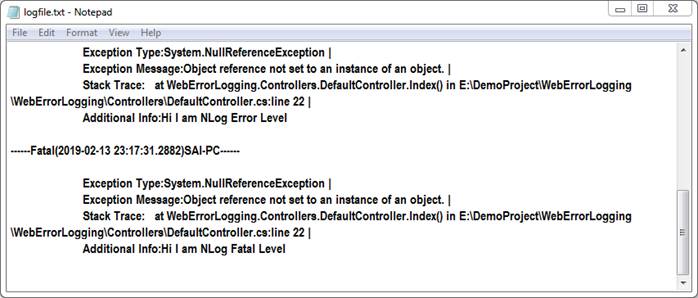 logfile.txt - Notepad
File Edit Format View Help
Exception Type:System.NullReferenceException |
Exception Message:Object reference not set to an instance of an object. |
Stack Trace: at WebErrorLogging.Controllers.DefaultController.Index() in E:\DemoProject\WebErrorLogging
\WebErrorLogging\Controllers\DefaultController.cs:line 22 |
Additional Info:Hi I am NLog Error Level
------Fatal(2019-02-13 23:17:31.2882)SAI-PC------
Exception Type:System.NullReferenceException |
Exception Message:Object reference not set to an instance of an object. |
Stack Trace: at WebErrorLogging.Controllers.DefaultController.Index() in E:\DemoProject\WebErrorLogging
\WebErrorLogging\Controllers\DefaultController.cs:line 22 |
Additional Info:Hi I am NLog Fatal Level